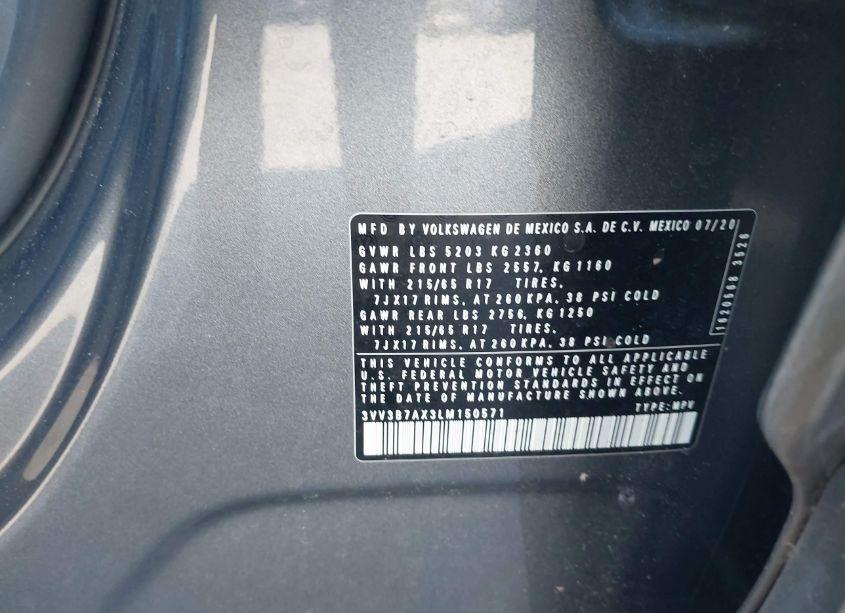 MFD BY VOLKSWAGEN DE MEXICO S.A. DE C.V. MEXICO 07/20
GVWR LBS 5203 KG 2360
GAWR FRONT LBS 2557, KG 1160
WITH 215/65 R17 TIRES,
7JX17 RIMS, AT 260 KPA, 38 PSI COLD
GAWR REAR LBS 2756, KG 1250
WITH 215/65 R17 TIRES,
7JX17 RIMS, AT 260 KPA, 38 PSI COLD
1620568 3526
THIS VEHICLE CONFORMS TO ALL APPLICABLE
U.S. FEDERAL MOTOR VEHICLE SAFETY AND
THEFT PREVENTION STANDARDS IN EFFECT ON
THE DATE OF MANUFACTURE SHOWN ABOVE.
3VV3B7AX3LM150571 TYPE: MPV